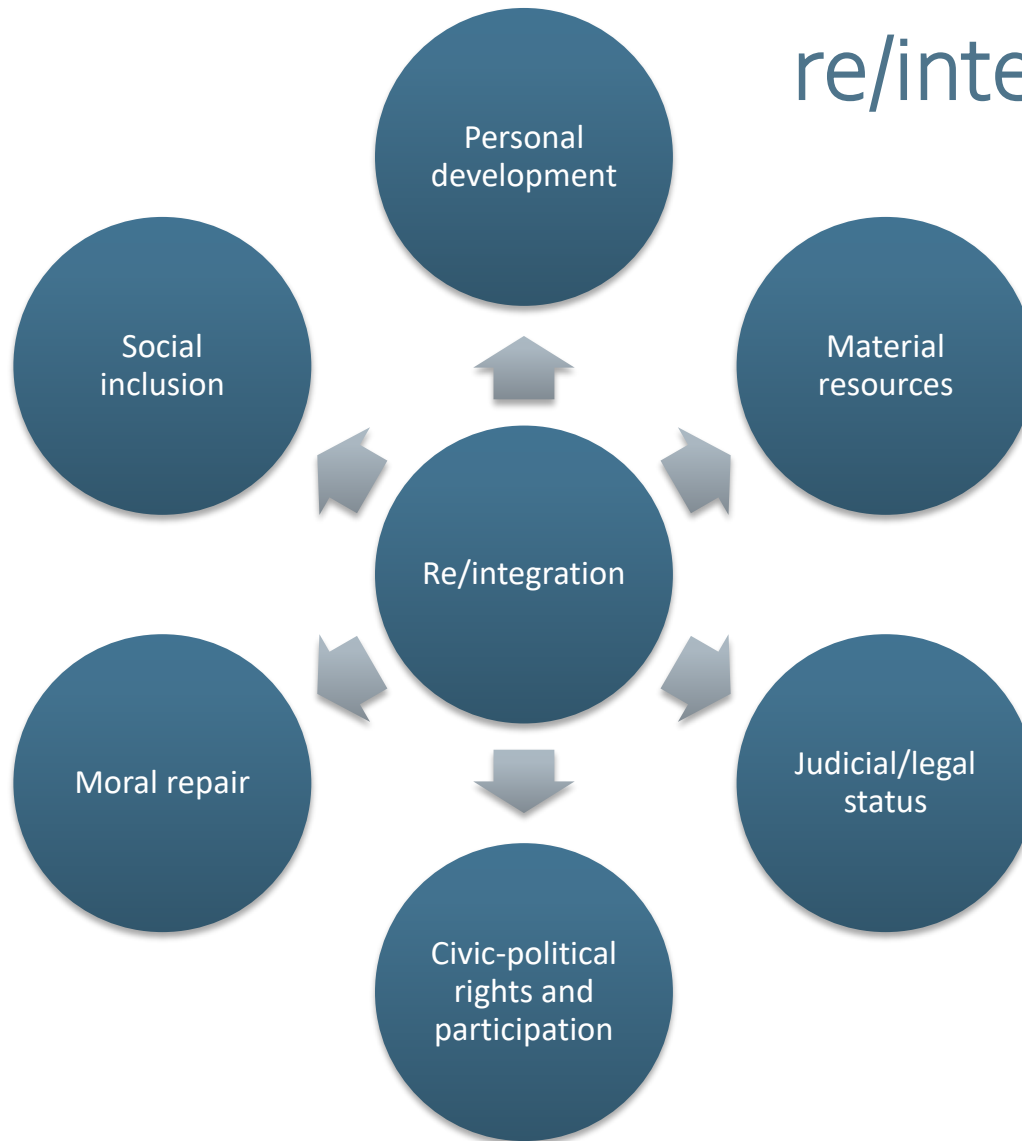 re/inte
Personal
development
Social
inclusion
Material
resources
Re/integration
Moral repair
Judicial/legal
status
Civic-political
rights and
participation